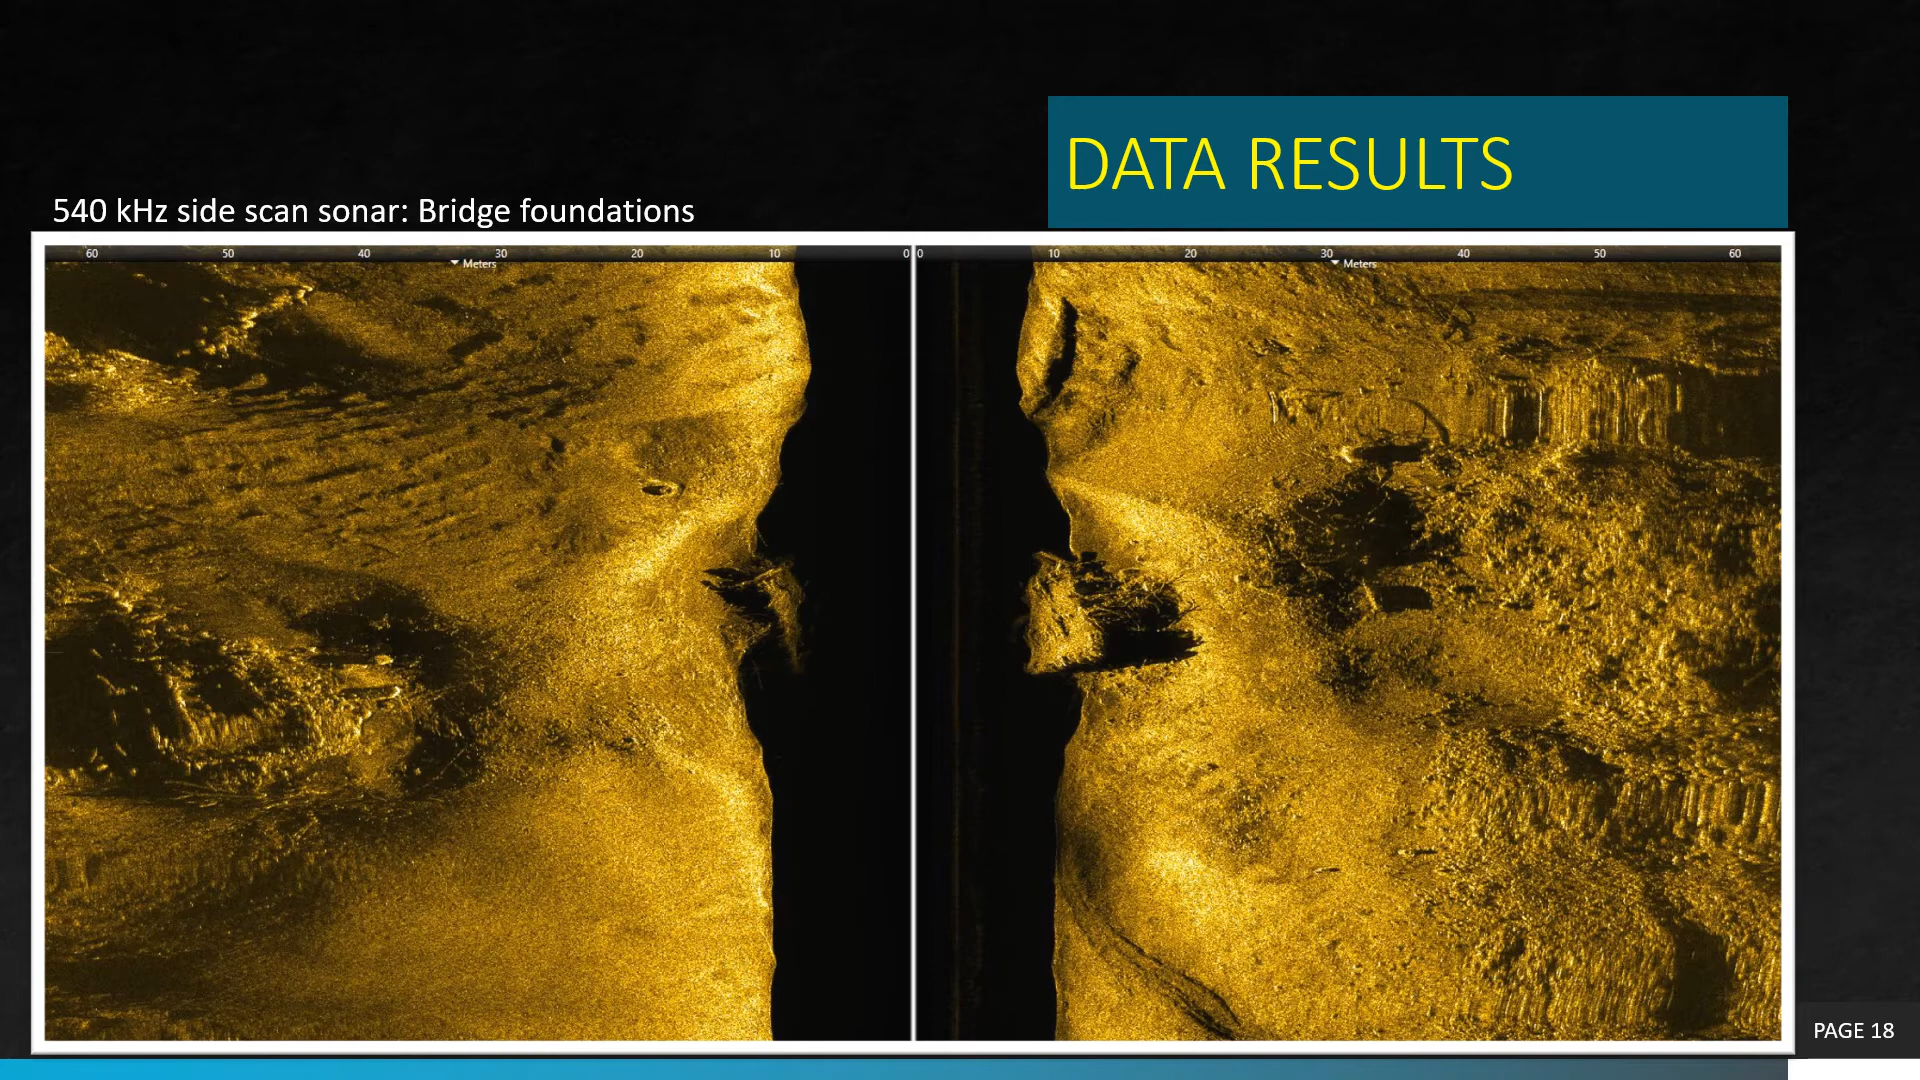 DATA RESULTS
540 kHz side scan sonar: Bridge foundations
60 50 40 30 20 10 0 0 10 20 30 40 50 60
Meters Meters
PAGE 18